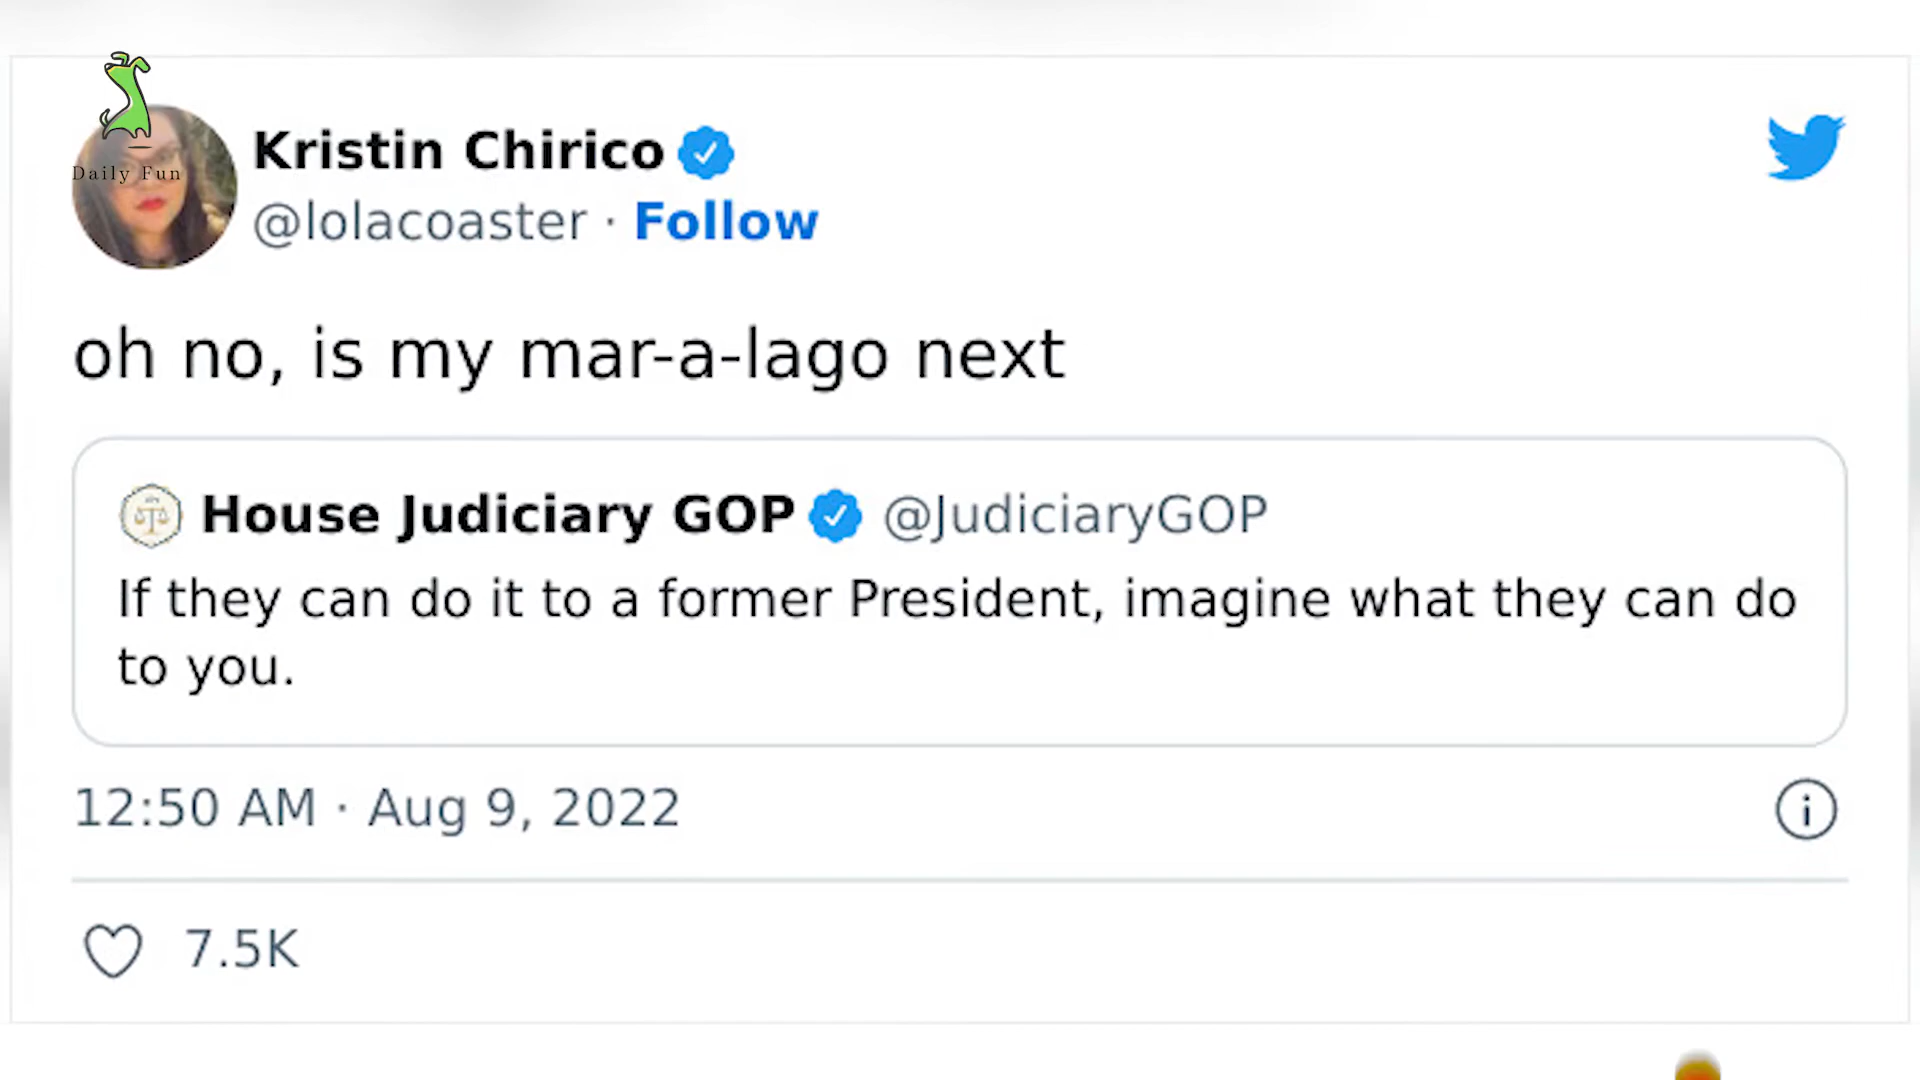 Daily Fun
Kristin Chirico
@lolacoaster · Follow
oh no, is my mar-a-lago next
House Judiciary GOP @JudiciaryGOP
If they can do it to a former President, imagine what they can do
to you.
12:50 AM · Aug 9, 2022
7.5K